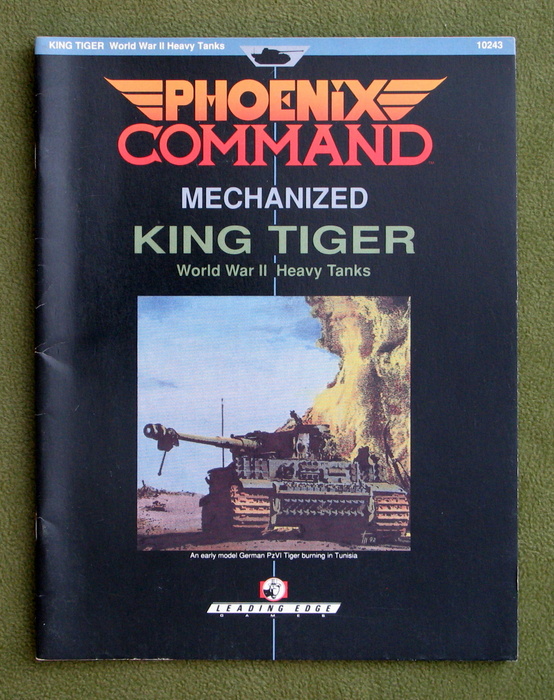 KING TIGER World War II Heavy Tanks 10243
PHOENIX
COMMAND
MECHANIZED
KING TIGER
World War II Heavy Tanks
An early model German PzVI Tiger burning in Tunisia
LEADING EDGE
GAMES